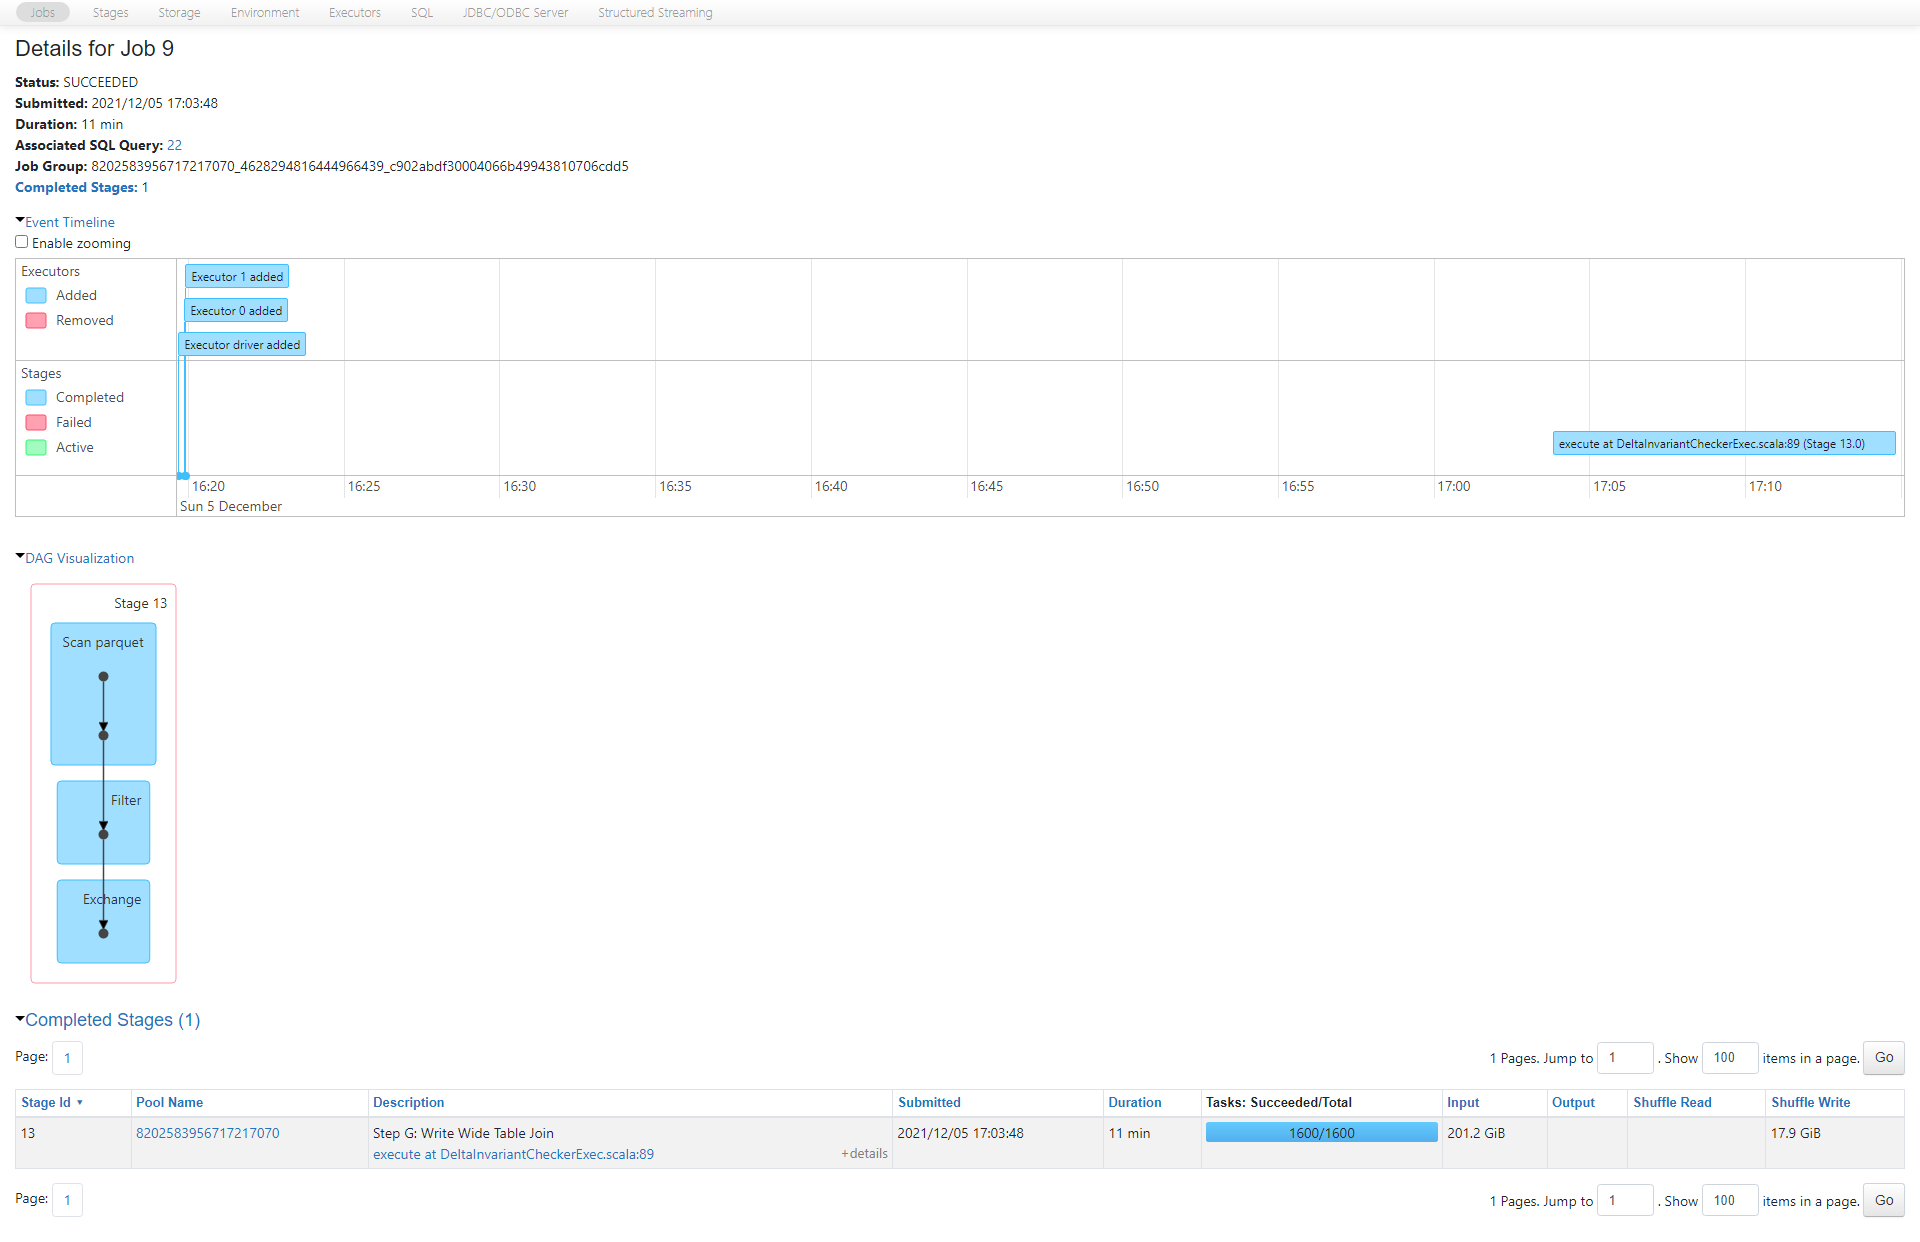 Jobs Stages Storage Environment Executors SQL JDBC/ODBC Server Structured Streaming
Details for Job 9
Status: SUCCEEDED
Submitted: 2021/12/05 17:03:48
Duration: 11 min
Associated SQL Query: 22
Job Group: 8202583956717217070_4628294816444966439_c902abdf30004066b49943810706cdd5
Completed Stages: 1
Event Timeline
Enable zooming
Executors
Added
Removed
Executor 1 added
Executor 0 added
Executor driver added
Stages
Completed
Failed
Active
execute at DeltaInvariantCheckerExec.scala:89 (Stage 13.0)
16:20 16:25 16:30 16:35 16:40 16:45 16:50 16:55 17:00 17:05 17:10
Sun 5 December
DAG Visualization
Stage 13
Scan parquet
Filter
Exchange
Completed Stages (1)
Page: 1 1 Pages. Jump to 1 . Show 100 items in a page. Go
Stage Id ▾ Pool Name Description Submitted Duration Tasks: Succeeded/Total Input Output Shuffle Read Shuffle Write
13 8202583956717217070 Step G: Write Wide Table Join 2021/12/05 17:03:48 11 min 1600/1600 201.2 GiB 17.9 GiB
execute at DeltaInvariantCheckerExec.scala:89 +details
Page: 1 1 Pages. Jump to 1 . Show 100 items in a page. Go